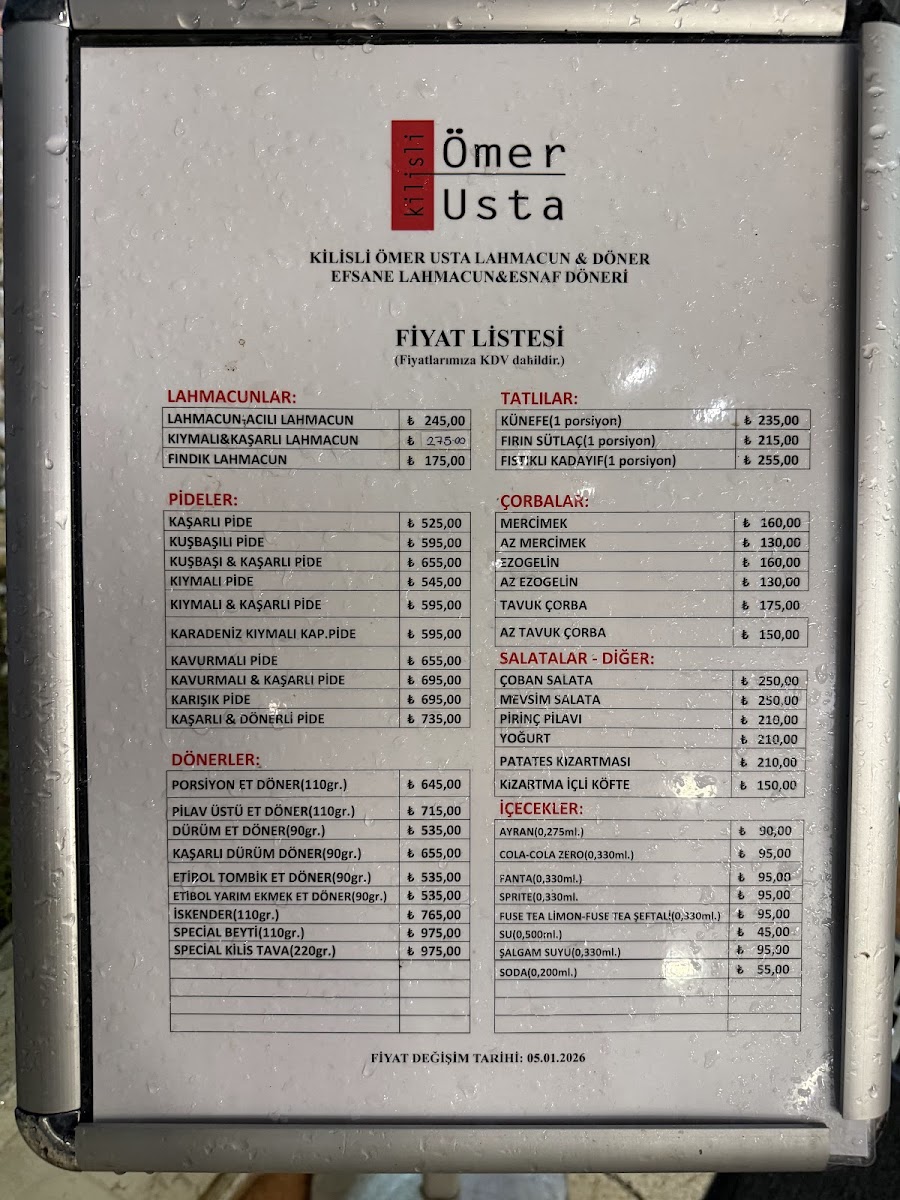 kilisli
Ömer
Usta
KİLİSLİ ÖMER USTA LAHMACUN & DÖNER
EFSANE LAHMACUN&ESNAF DÖNERİ
FİYAT LİSTESİ
(Fiyatlarımıza KDV dahildir.)
LAHMACUNLAR:
LAHMACUN-ACILI LAHMACUN ₺ 245,00
KIYMALI&KAŞARLI LAHMACUN ₺ 275.00
FINDIK LAHMACUN ₺ 175,00
PİDELER:
KAŞARLI PİDE ₺ 525,00
KUŞBAŞILI PİDE ₺ 595,00
KUŞBAŞI & KAŞARLI PİDE ₺ 655,00
KIYMALI PİDE ₺ 545,00
KIYMALI & KAŞARLI PİDE ₺ 595,00
KARADENİZ KIYMALI KAP.PİDE ₺ 595,00
KAVURMALI PİDE ₺ 655,00
KAVURMALI & KAŞARLI PİDE ₺ 695,00
KARIŞIK PİDE ₺ 695,00
KAŞARLI & DÖNERLİ PİDE ₺ 735,00
DÖNERLER:
PORSİYON ET DÖNER(110gr.) ₺ 645,00
PİLAV ÜSTÜ ET DÖNER(110gr.) ₺ 715,00
DÜRÜM ET DÖNER(90gr.) ₺ 535,00
KAŞARLI DÜRÜM DÖNER(90gr.) ₺ 655,00
ETİBOL TOMBİK ET DÖNER(90gr.) ₺ 535,00
ETİBOL YARIM EKMEK ET DÖNER(90gr.) ₺ 535,00
İSKENDER(110gr.) ₺ 765,00
SPECIAL BEYTİ(110gr.) ₺ 975,00
SPECIAL KİLİS TAVA(220gr.) ₺ 975,00
TATLILAR:
KÜNEFE(1 porsiyon) ₺ 235,00
FIRIN SÜTLAÇ(1 porsiyon) ₺ 215,00
FISTIKLI KADAYIF(1 porsiyon) ₺ 255,00
ÇORBALAR:
MERCİMEK ₺ 160,00
AZ MERCİMEK ₺ 130,00
EZOGELİN ₺ 160,00
AZ EZOGELİN ₺ 130,00
TAVUK ÇORBA ₺ 175,00
AZ TAVUK ÇORBA ₺ 150,00
SALATALAR - DİĞER:
ÇOBAN SALATA ₺ 250,00
MEVSİM SALATA ₺ 250,00
PİRİNÇ PİLAVI ₺ 210,00
YOĞURT ₺ 210,00
PATATES KIZARTMASI ₺ 210,00
KIZARTMA İÇLİ KÖFTE ₺ 150,00
İÇECEKLER:
AYRAN(0,275ml.) ₺ 90,00
COLA-COLA ZERO(0,330ml.) ₺ 95,00
FANTA(0,330ml.) ₺ 95,00
SPRITE(0,330ml. ₺ 95,00
FUSE TEA LİMON-FUSE TEA ŞEFTALİ(0,330ml.) ₺ 95,00
SU(0,500ml.) ₺ 45,00
ŞALGAM SUYU(0,330ml.) ₺ 95,00
SODA(0,200ml.) ₺ 55,00
FİYAT DEĞİŞİM TARİHİ: 05.01.2026